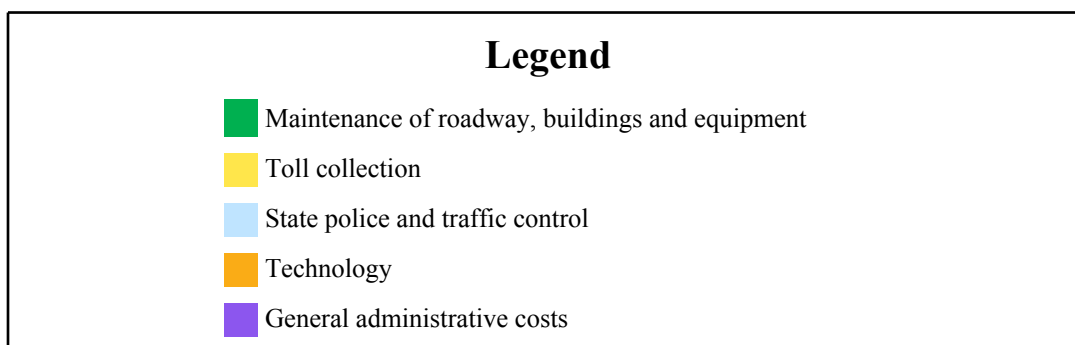 Legend
Maintenance of roadway, buildings and equipment
Toll collection
State police and traffic control
Technology
General administrative costs